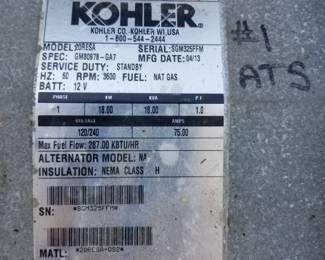 KOHLER
KOHLER CO. KOHLER WI, USA
1-800-544-2444
MODEL: 20RESA SERIAL: SGM325FFM
SPEC: GM80978-GA7 MFG DATE: 04/13
SERVICE DUTY: STANDBY
HZ: 60 RPM: 3600 FUEL: NAT GAS
BATT: 12 V
PHASE KW KVA P F
18.00 18.00 1.0
VOLTAGE AMPS
120/240 75.00
Max Fuel Flow: 287.00 KBTU/HR
ALTERNATOR MODEL: NA
INSULATION: NEMA CLASS H
SN:
*SGM325FFM*
MATL:
*20RESA-QS2*
#1
ATS